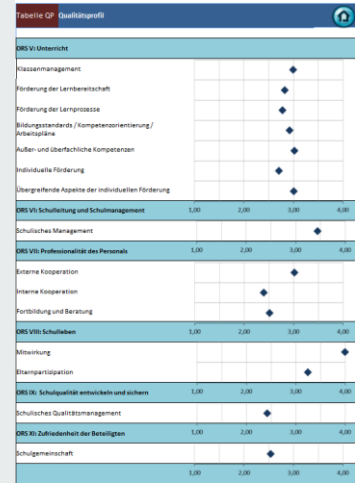 Tabelle QP Qualitätsprofil
ORS V: Unterricht
Klassenmanagement
Förderung der Lernbereitschaft
Förderung der Lernprozesse
Bildungsstandards / Kompetenzorientierung /
Arbeitspläne
Außer- und überfachliche Kompetenzen
Individuelle Förderung
Übergreifende Aspekte der individuellen Förderung
ORS VI: Schulleitung und Schulmanagement 1,00 2,00 3,00 4,00
Schulisches Management
ORS VII: Professionalität des Personals 1,00 2,00 3,00 4,00
Externe Kooperation
Interne Kooperation
Fortbildung und Beratung
ORS VIII: Schulleben 1,00 2,00 3,00 4,00
Mitwirkung
Elternpartizipation
ORS IX: Schulqualität entwickeln und sichern 1,00 2,00 3,00 4,00
Schulisches Qualitätsmanagement
ORS XI: Zufriedenheit der Beteiligten 1,00 2,00 3,00 4,00
Schulgemeinschaft
1,00 2,00 3,00 4,00